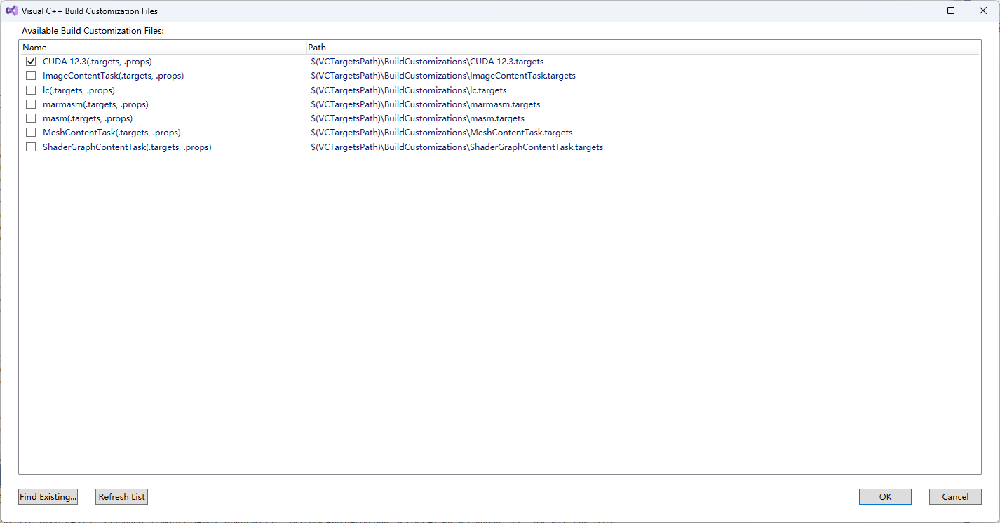 Visual C++ Build Customization Files
Available Build Customization Files:
Name Path
CUDA 12.3(.targets, .props) $(VCTargetsPath)\BuildCustomizations\CUDA 12.3.targets
ImageContentTask(.targets, .props) $(VCTargetsPath)\BuildCustomizations\ImageContentTask.targets
lc(.targets, .props) $(VCTargetsPath)\BuildCustomizations\lc.targets
marmasm(.targets, .props) $(VCTargetsPath)\BuildCustomizations\marmasm.targets
masm(.targets, .props) $(VCTargetsPath)\BuildCustomizations\masm.targets
MeshContentTask(.targets, .props) $(VCTargetsPath)\BuildCustomizations\MeshContentTask.targets
ShaderGraphContentTask(.targets, .props) $(VCTargetsPath)\BuildCustomizations\ShaderGraphContentTask.targets
Find Existing... Refresh List OK Cancel